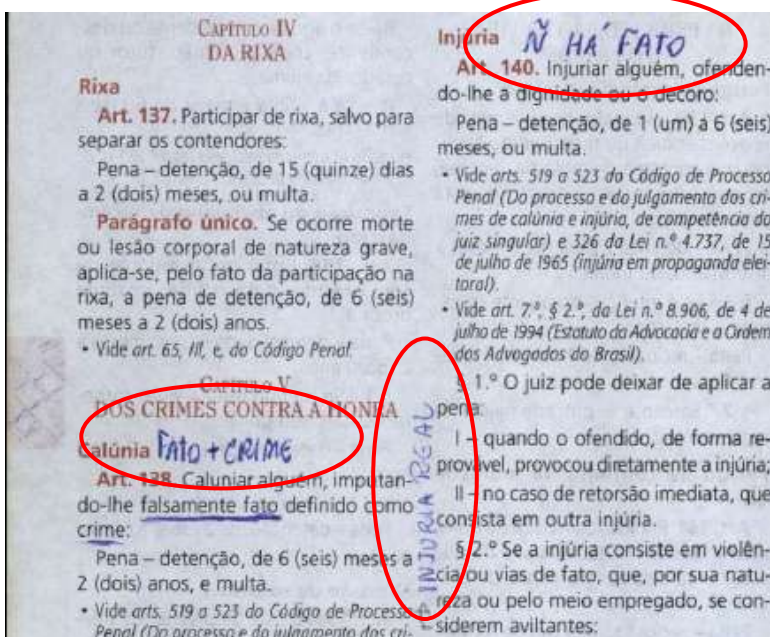 CAPÍTULO IV
DA RIXA
Rixa
Art. 137. Participar de rixa, salvo para
separar os contendores:
Pena – detenção, de 15 (quinze) dias
a 2 (dois) meses, ou multa.
Parágrafo único. Se ocorre morte
ou lesão corporal de natureza grave,
aplica-se, pelo fato da participação na
rixa, a pena de detenção, de 6 (seis)
meses a 2 (dois) anos.
• Vide art. 65, III, e, do Código Penal.
CAPÍTULO V
DOS CRIMES CONTRA A HONRA
Calúnia FATO + CRIME
Art. 138. Caluniar alguém, imputan-
do-lhe falsamente fato definido como
crime:
Pena – detenção, de 6 (seis) meses a
2 (dois) anos, e multa.
• Vide arts. 519 a 523 do Código de Processo
Penal (Do processo e do julgamento dos cri-
INJURIA REAL
Injúria Ñ HÁ FATO
Art. 140. Injuriar alguém, ofenden-
do-lhe a dignidade ou o decoro:
Pena – detenção, de 1 (um) a 6 (seis)
meses, ou multa.
• Vide arts. 519 a 523 do Código de Processo
Penal (Do processo e do julgamento dos cri-
mes de calúnia e injúria, de competência do
juiz singular) e 326 da Lei n.º 4.737, de 15
de julho de 1965 (injúria em propaganda elei-
toral).
• Vide art. 7.º, § 2.º, da Lei n.º 8.906, de 4 de
julho de 1994 (Estatuto da Advocacia e a Ordem
dos Advogados do Brasil).
§ 1.º O juiz pode deixar de aplicar a
pena:
I – quando o ofendido, de forma re-
provável, provocou diretamente a injúria;
II – no caso de retorsão imediata, que
consista em outra injúria.
§ 2.º Se a injúria consiste em violên-
cia ou vias de fato, que, por sua natu-
reza ou pelo meio empregado, se con-
siderem aviltantes: